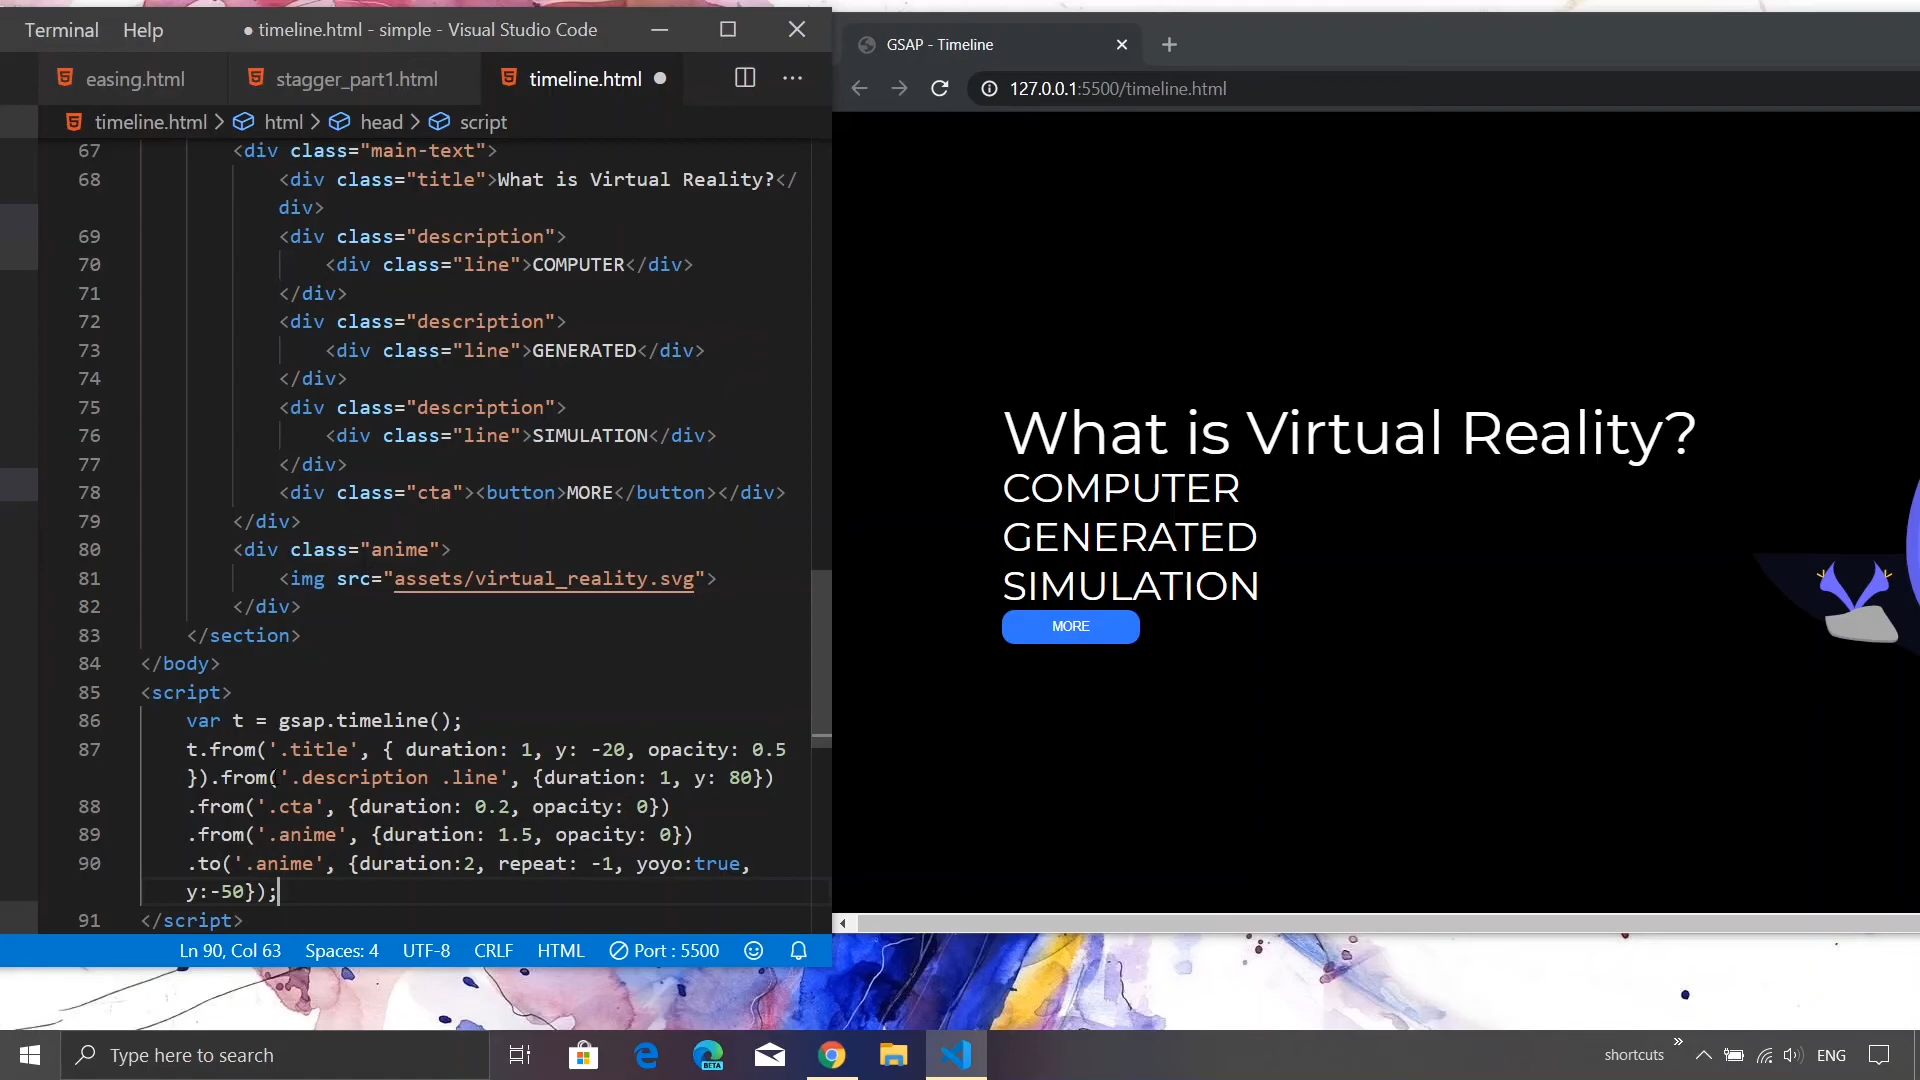 Terminal Help ● timeline.html - simple - Visual Studio Code
easing.html stagger_part1.html timeline.html ●
timeline.html > html > head > script
67 <div class="main-text">
68 <div class="title">What is Virtual Reality?</
div>
69 <div class="description">
70 <div class="line">COMPUTER</div>
71 </div>
72 <div class="description">
73 <div class="line">GENERATED</div>
74 </div>
75 <div class="description">
76 <div class="line">SIMULATION</div>
77 </div>
78 <div class="cta"><button>MORE</button></div>
79 </div>
80 <div class="anime">
81 <img src="assets/virtual_reality.svg">
82 </div>
83 </section>
84 </body>
85 <script>
86 var t = gsap.timeline();
87 t.from('.title', { duration: 1, y: -20, opacity: 0.5
}).from('.description .line', {duration: 1, y: 80})
88 .from('.cta', {duration: 0.2, opacity: 0})
89 .from('.anime', {duration: 1.5, opacity: 0})
90 .to('.anime', {duration:2, repeat: -1, yoyo:true,
y:-50});
91 </script>
Ln 90, Col 63 Spaces: 4 UTF-8 CRLF HTML Port : 5500
GSAP - Timeline
127.0.0.1:5500/timeline.html
What is Virtual Reality?
COMPUTER
GENERATED
SIMULATION
MORE
Type here to search
BETA
shortcuts » ENG